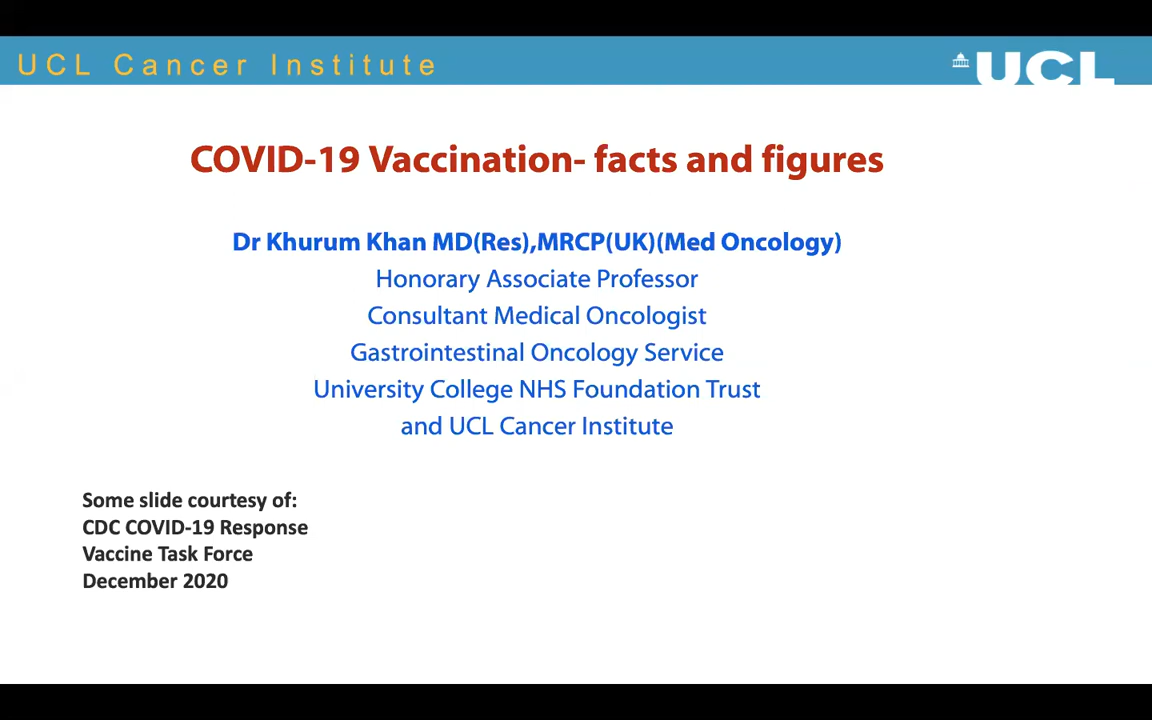 UCL Cancer Institute
UCL
COVID-19 Vaccination- facts and figures
Dr Khurum Khan MD(Res),MRCP(UK)(Med Oncology)
Honorary Associate Professor
Consultant Medical Oncologist
Gastrointestinal Oncology Service
University College NHS Foundation Trust
and UCL Cancer Institute
Some slide courtesy of:
CDC COVID-19 Response
Vaccine Task Force
December 2020